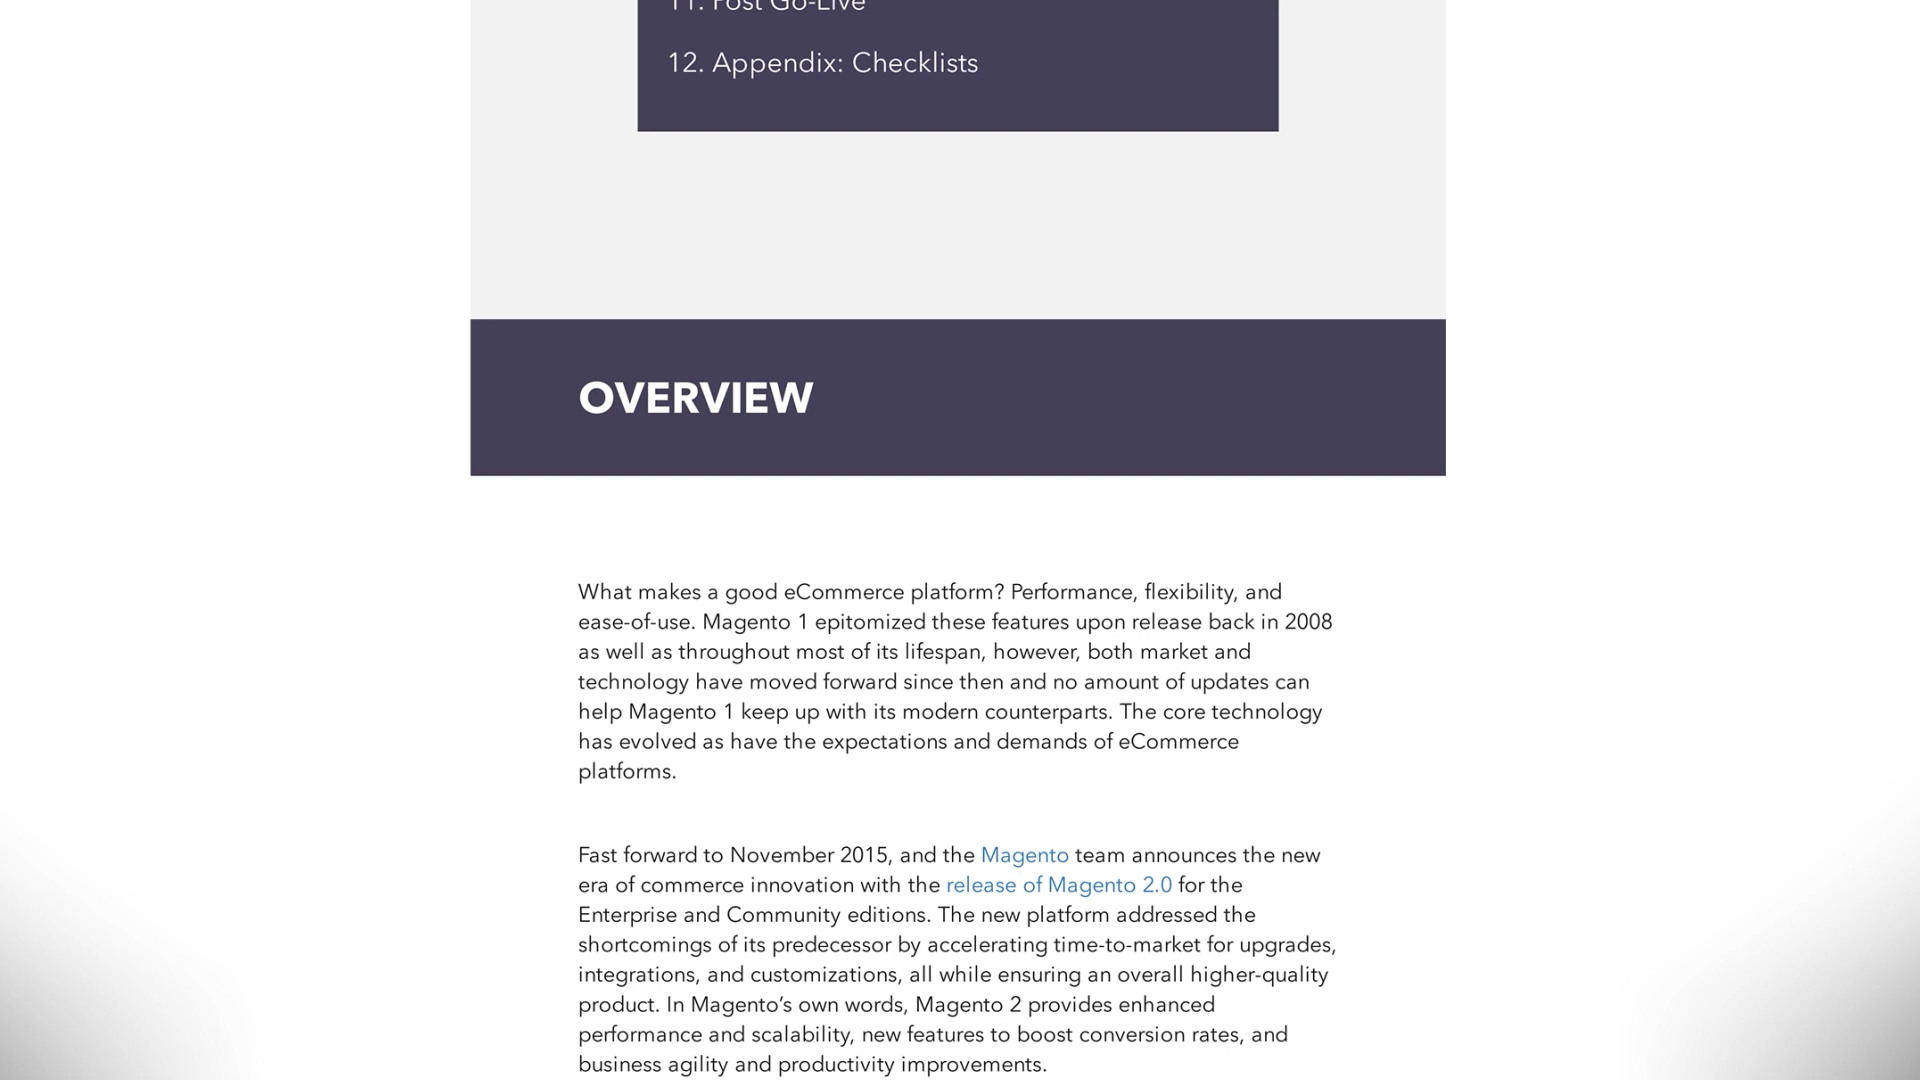 11. Post Go-Live
12. Appendix: Checklists
OVERVIEW
What makes a good eCommerce platform? Performance, flexibility, and
ease-of-use. Magento 1 epitomized these features upon release back in 2008
as well as throughout most of its lifespan, however, both market and
technology have moved forward since then and no amount of updates can
help Magento 1 keep up with its modern counterparts. The core technology
has evolved as have the expectations and demands of eCommerce
platforms.
Fast forward to November 2015, and the Magento team announces the new
era of commerce innovation with the release of Magento 2.0 for the
Enterprise and Community editions. The new platform addressed the
shortcomings of its predecessor by accelerating time-to-market for upgrades,
integrations, and customizations, all while ensuring an overall higher-quality
product. In Magento’s own words, Magento 2 provides enhanced
performance and scalability, new features to boost conversion rates, and
business agility and productivity improvements.